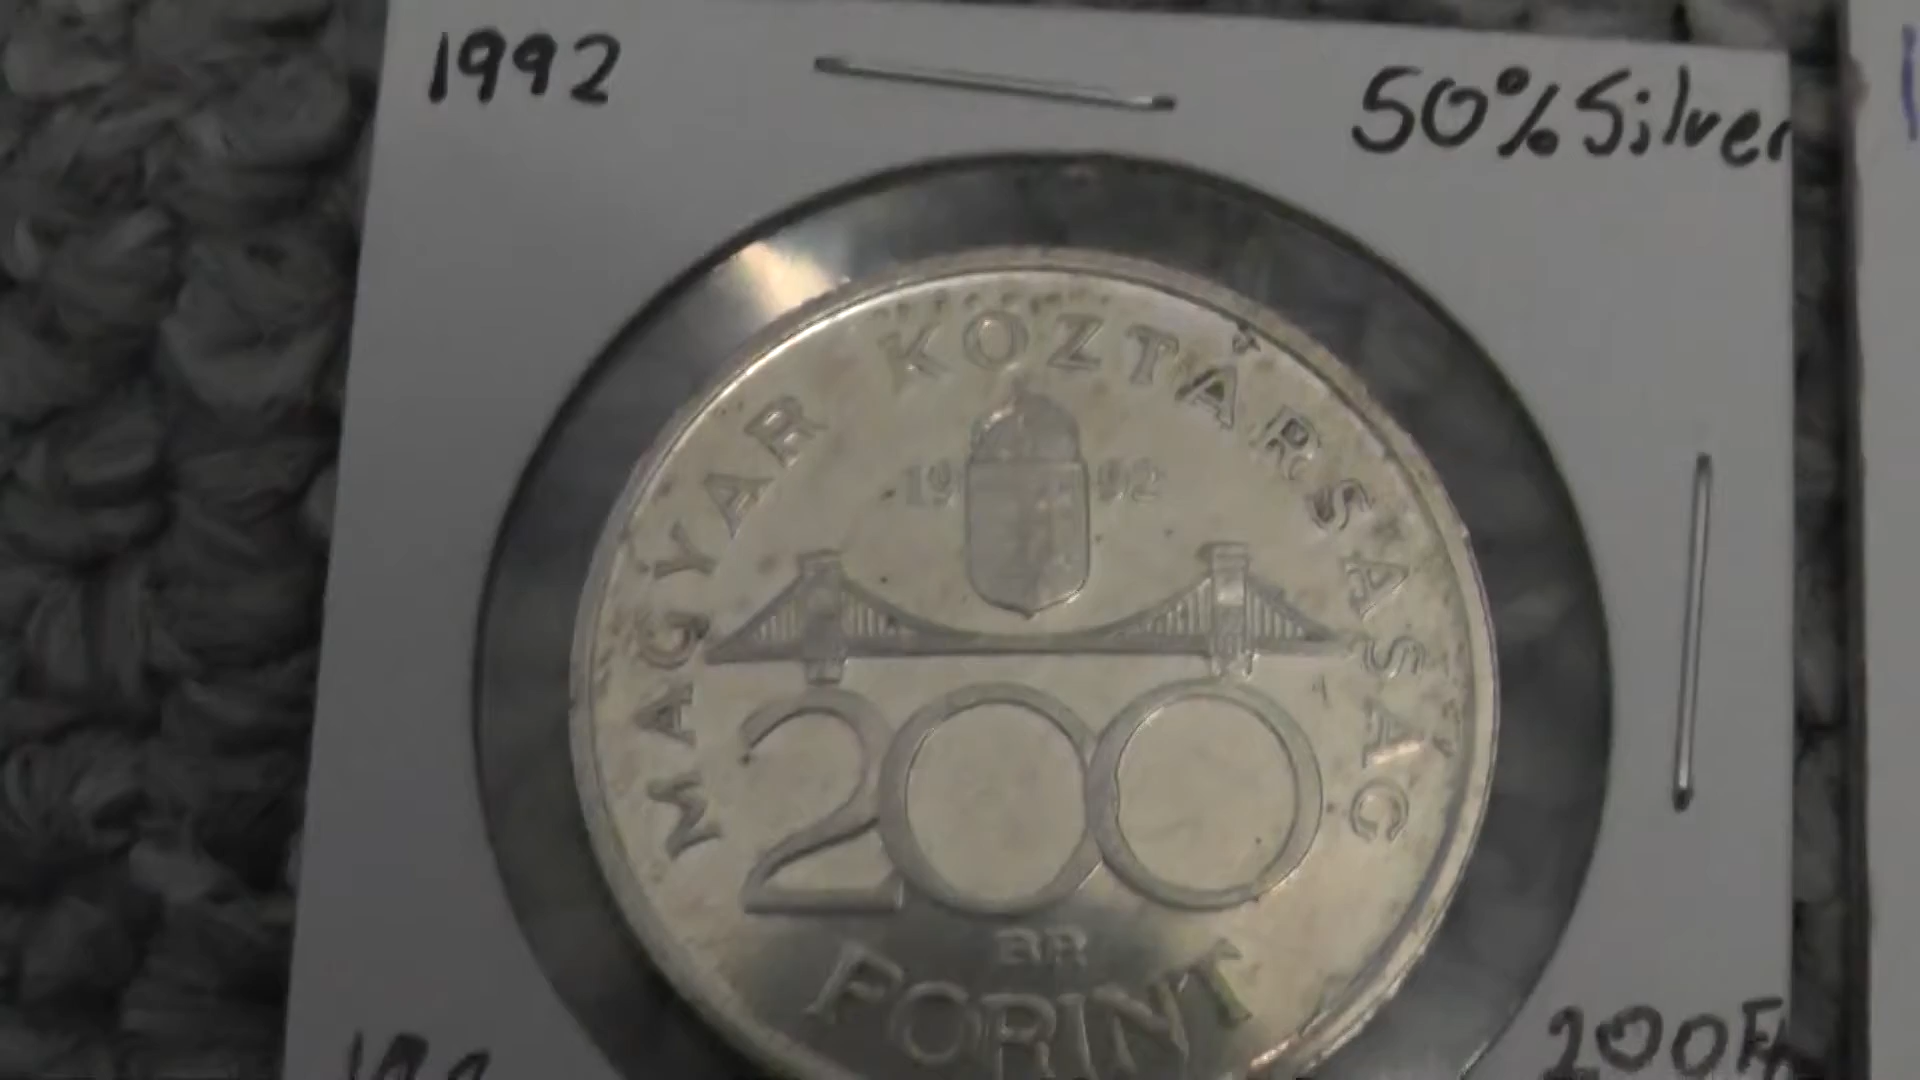 1992
50% Silver
MAGYAR KÖZTÁRSASÁG
1992
200
BP.
FORINT
200Ft